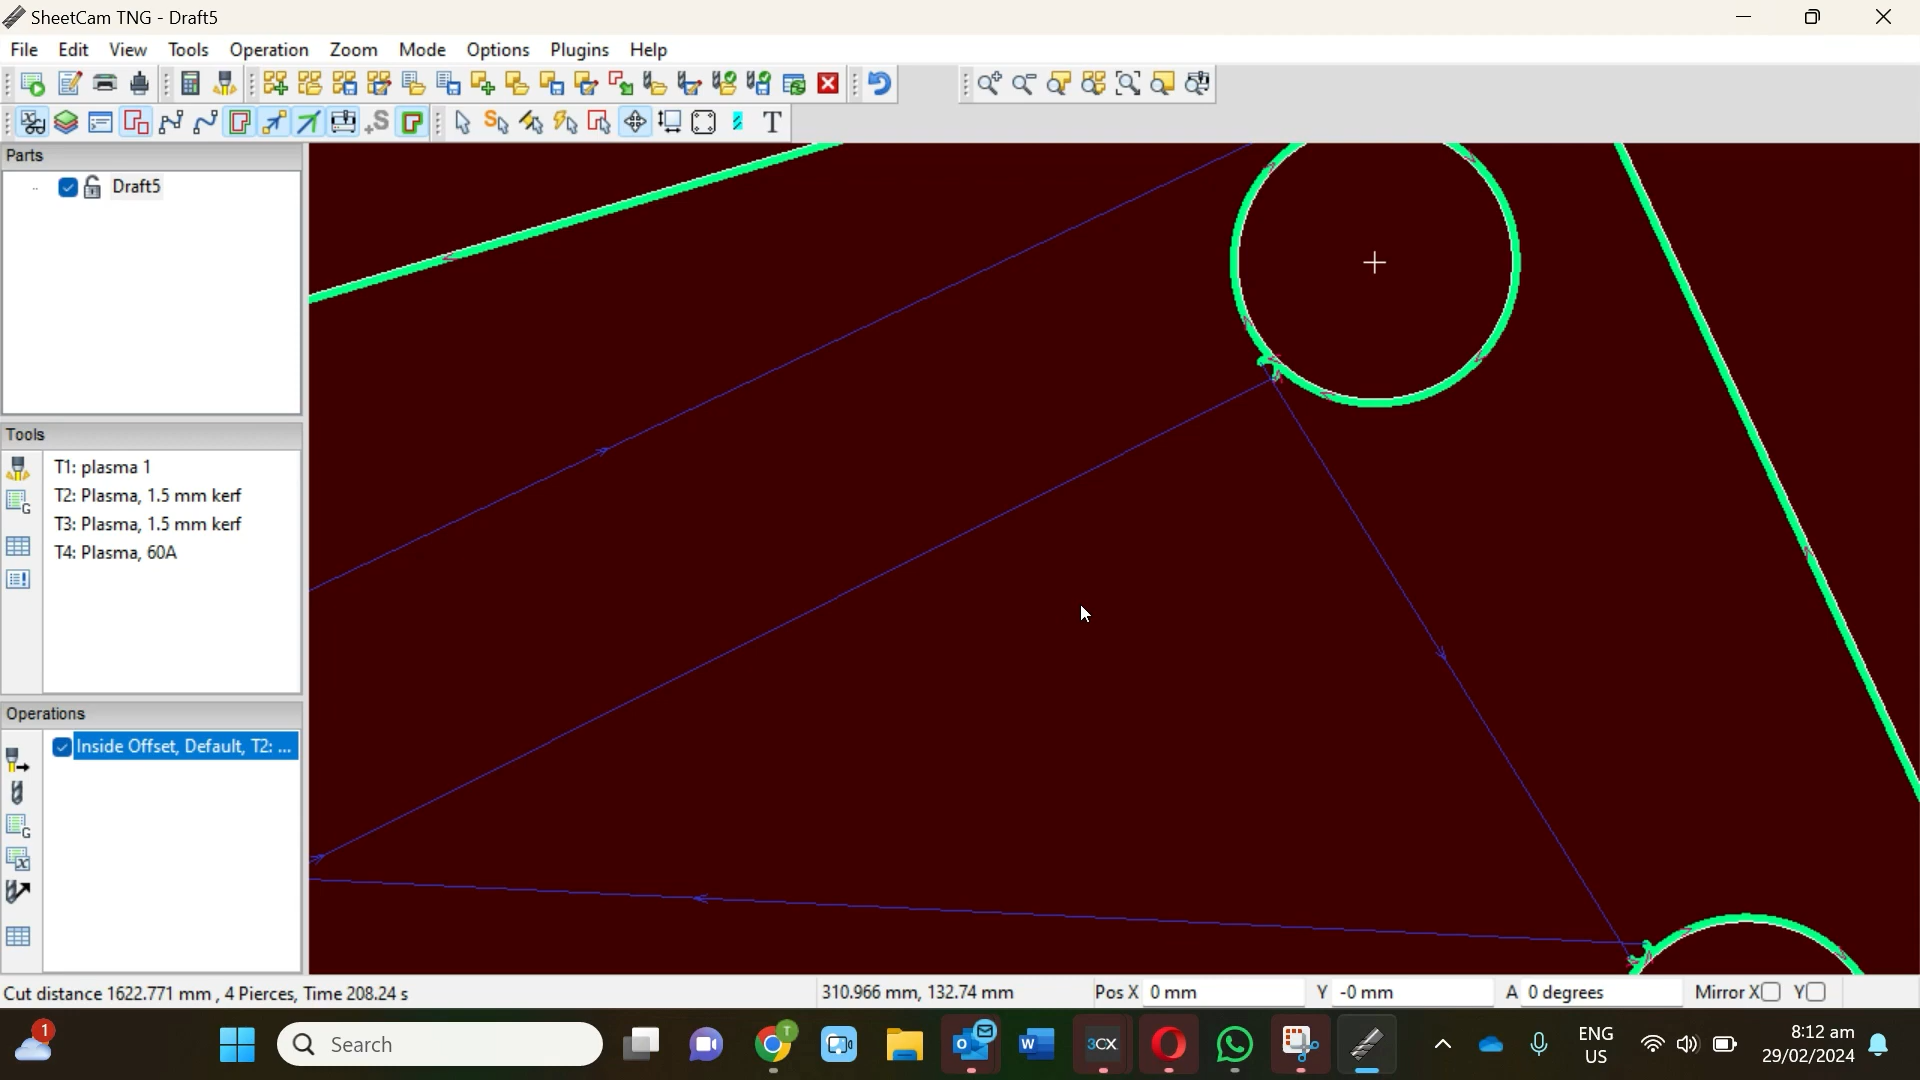 SheetCam TNG - Draft5
File Edit View Tools Operation Zoom Mode Options Plugins Help
Parts
Draft5
Tools
T1: plasma 1
T2: Plasma, 1.5 mm kerf
T3: Plasma, 1.5 mm kerf
T4: Plasma, 60A
Operations
Inside Offset, Default, T2: ...
Cut distance 1622.771 mm , 4 Pierces, Time 208.24 s
310.966 mm, 132.74 mm
Pos X 0 mm Y -0 mm A 0 degrees Mirror X Y
1
Search
T
3CX
ENG
US
8:12 am
29/02/2024